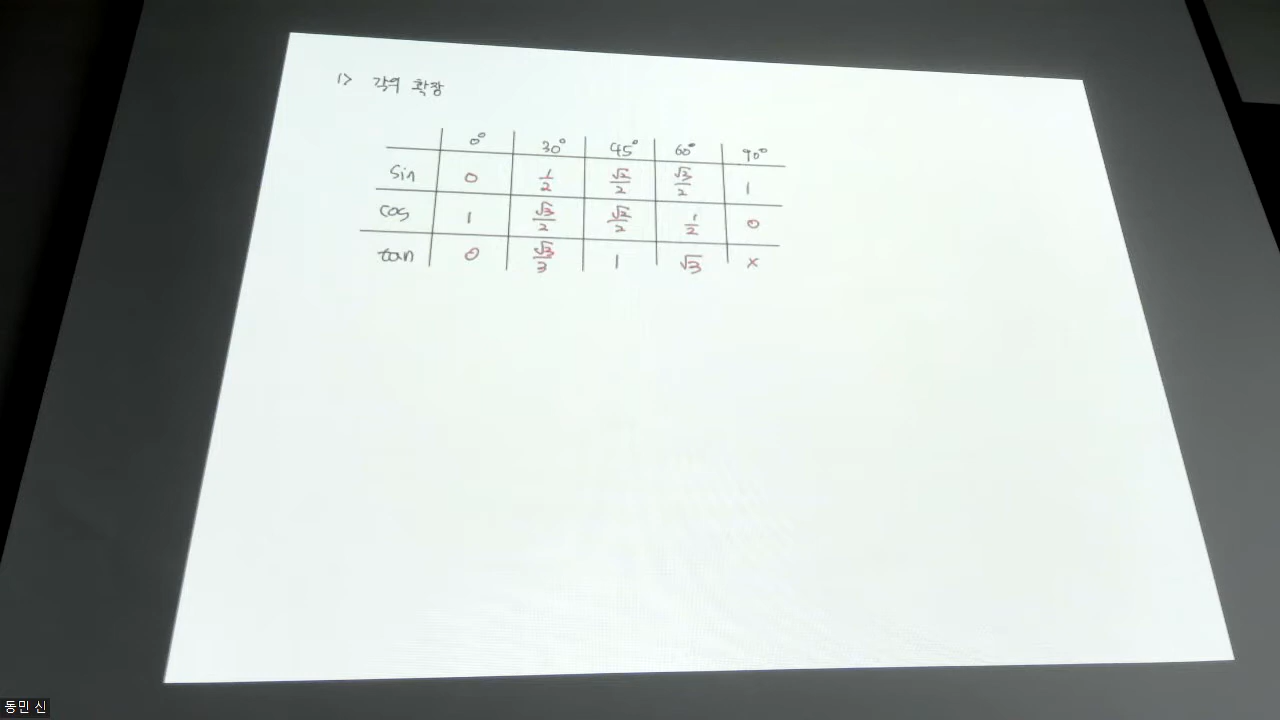 1> 각의 확장
0° 30° 45° 60° 90°
sin 0 1/2 √2/2 √3/2 1
cos 1 √3/2 √2/2 1/2 0
tan 0 √3/3 1 √3 x
동민 신